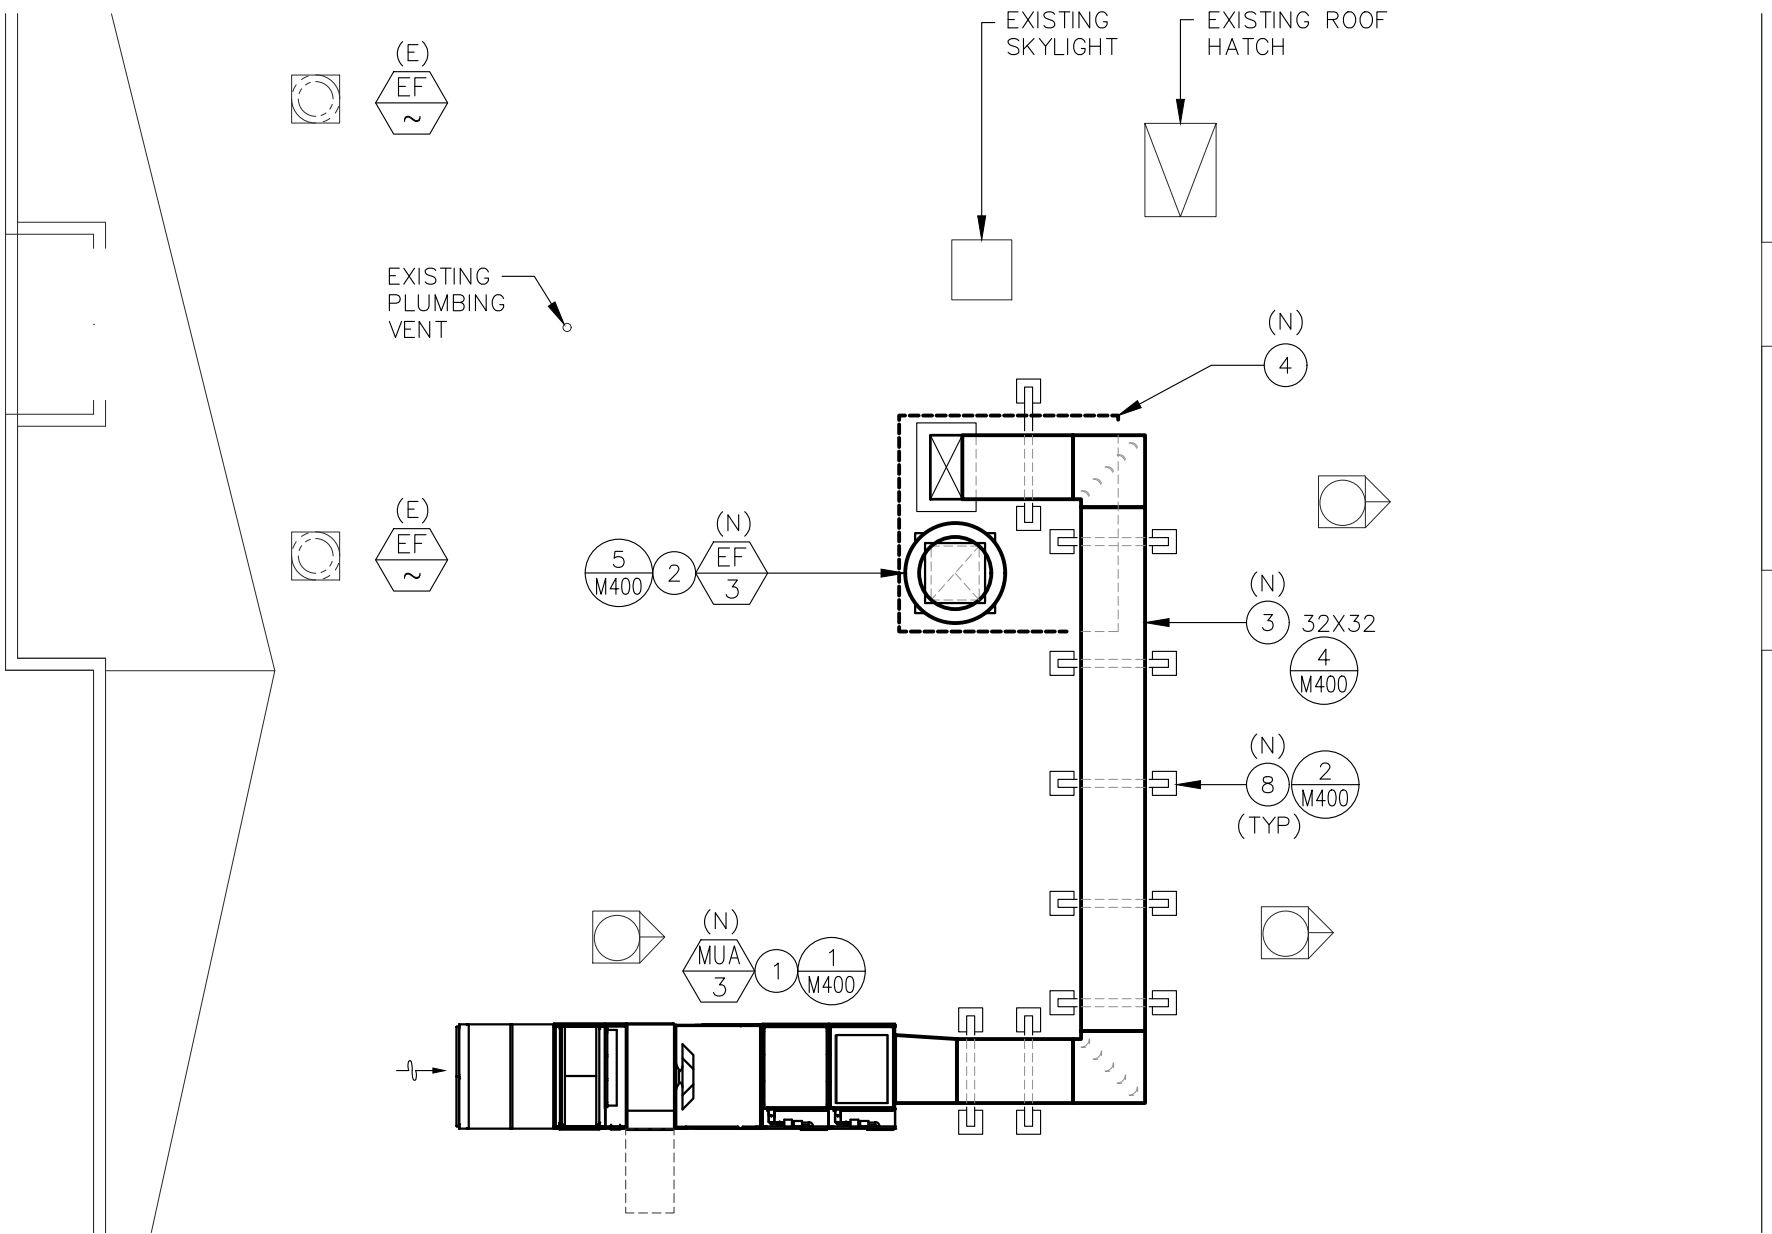 EXISTING
SKYLIGHT
EXISTING ROOF
HATCH
(E)
EF
~
EXISTING
PLUMBING
VENT
(N)
4
(E)
EF
~
(N)
5
M400
2
EF
3
(N)
3
32X32
4
M400
(N)
8
2
M400
(TYP)
(N)
MUA
3
1
1
M400